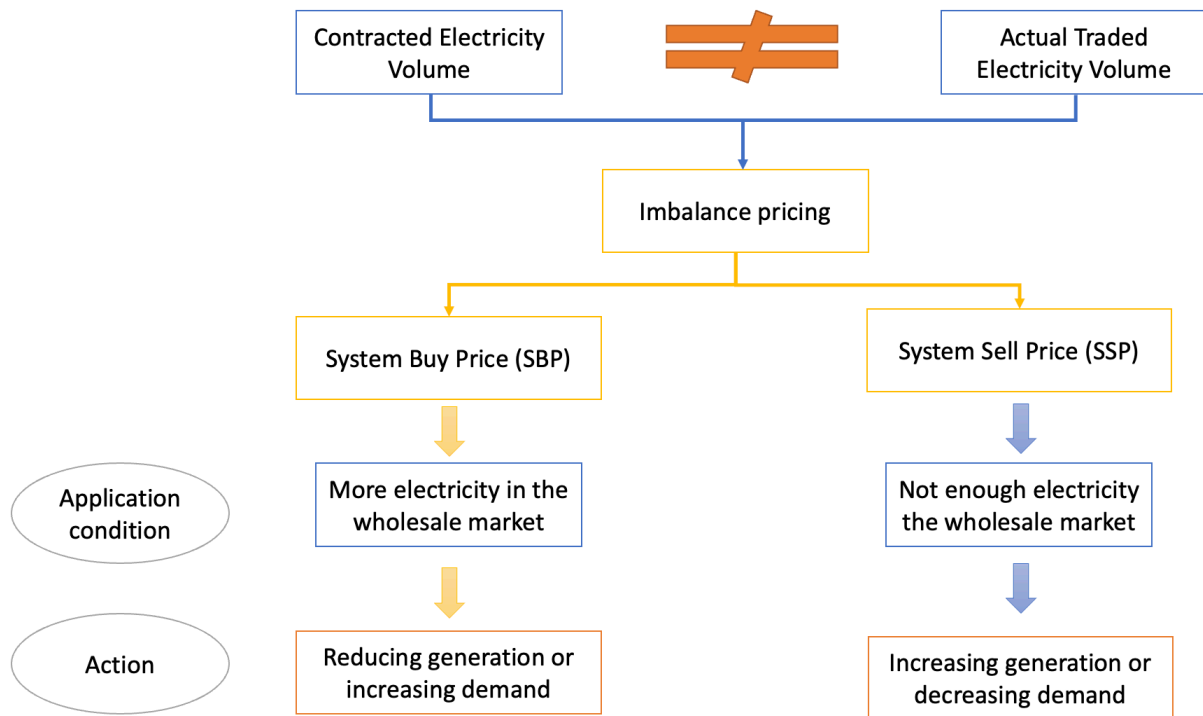 Contracted Electricity
Volume
Actual Traded
Electricity Volume
Imbalance pricing
System Buy Price (SBP)
System Sell Price (SSP)
Application
condition
More electricity in the
wholesale market
Not enough electricity
the wholesale market
Action
Reducing generation or
increasing demand
Increasing generation or
decreasing demand